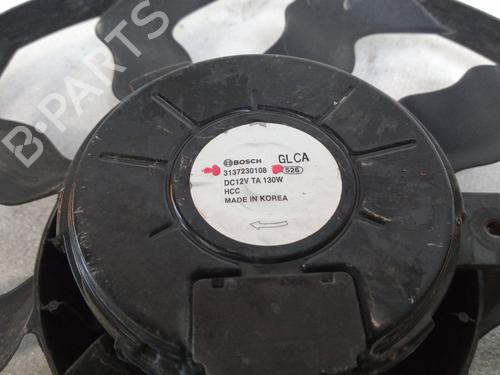 B-PARTS
BOSCH GLCA
3137230108 526
DC12V TA 130W
HCC
MADE IN KOREA